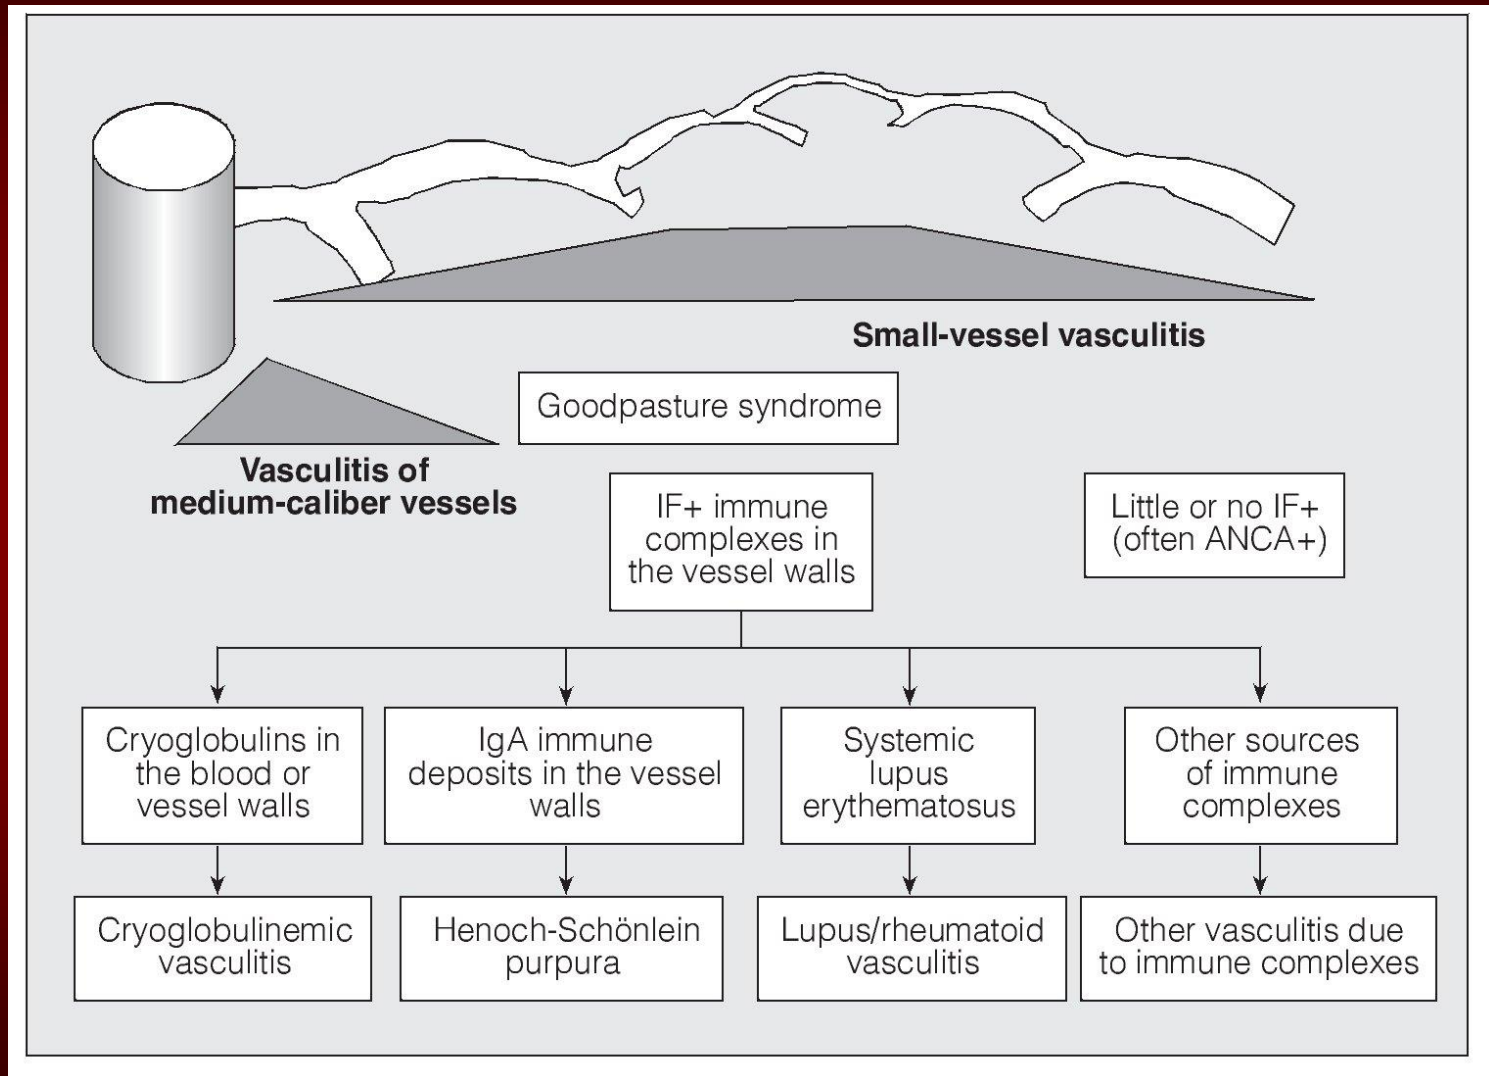 Small-vessel vasculitis
Goodpasture syndrome
Vasculitis of
medium-caliber vessels
IF+ immune
complexes in
the vessel walls
Little or no IF+
(often ANCA+)
Cryoglobulins in
the blood or
vessel walls
IgA immune
deposits in the vessel
walls
Systemic
lupus
erythematosus
Other sources
of immune
complexes
Cryoglobulinemic
vasculitis
Henoch-Schönlein
purpura
Lupus/rheumatoid
vasculitis
Other vasculitis due
to immune complexes